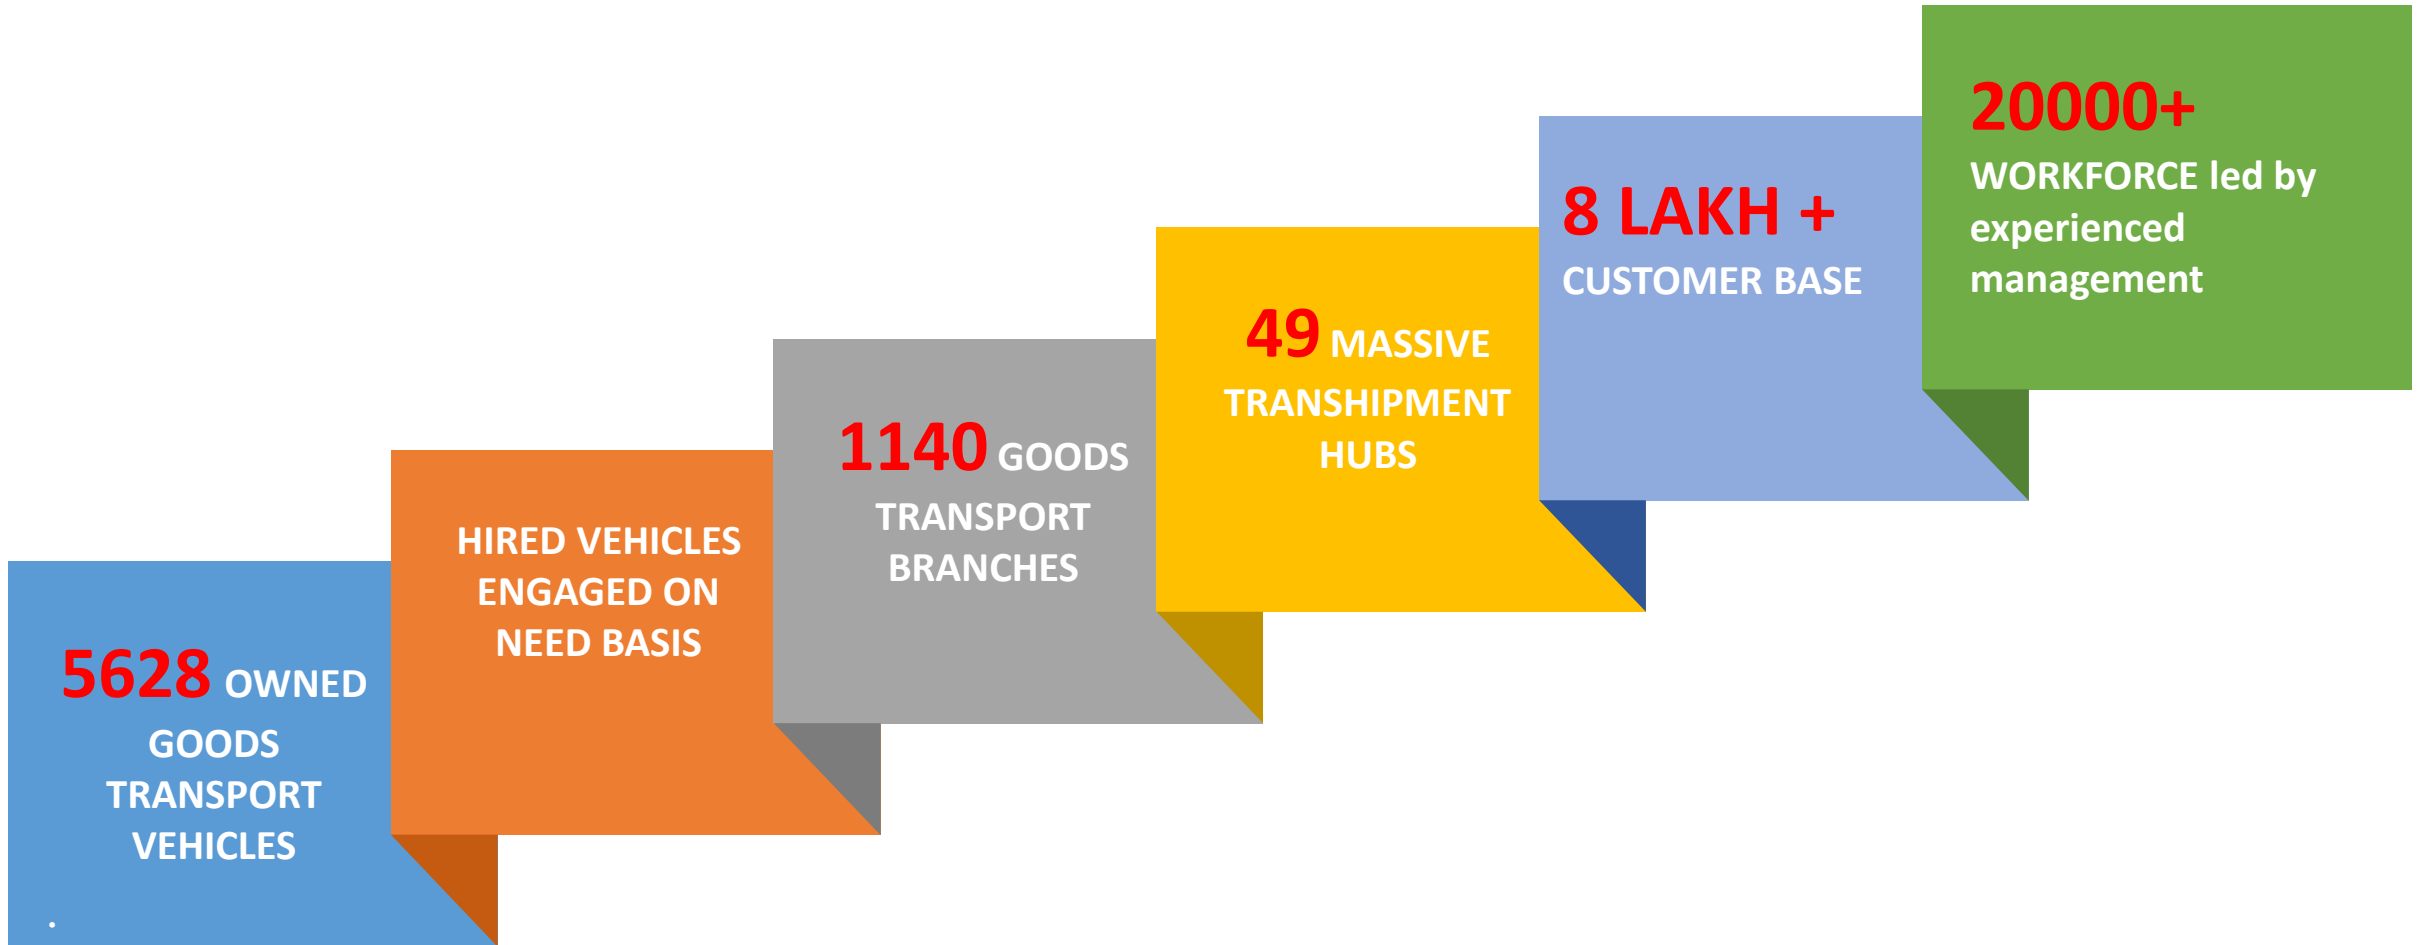 5628 OWNED
GOODS
TRANSPORT
VEHICLES
.
HIRED VEHICLES
ENGAGED ON
NEED BASIS
1140 GOODS
TRANSPORT
BRANCHES
49 MASSIVE
TRANSHIPMENT
HUBS
8 LAKH +
CUSTOMER BASE
20000+
WORKFORCE led by
experienced
management